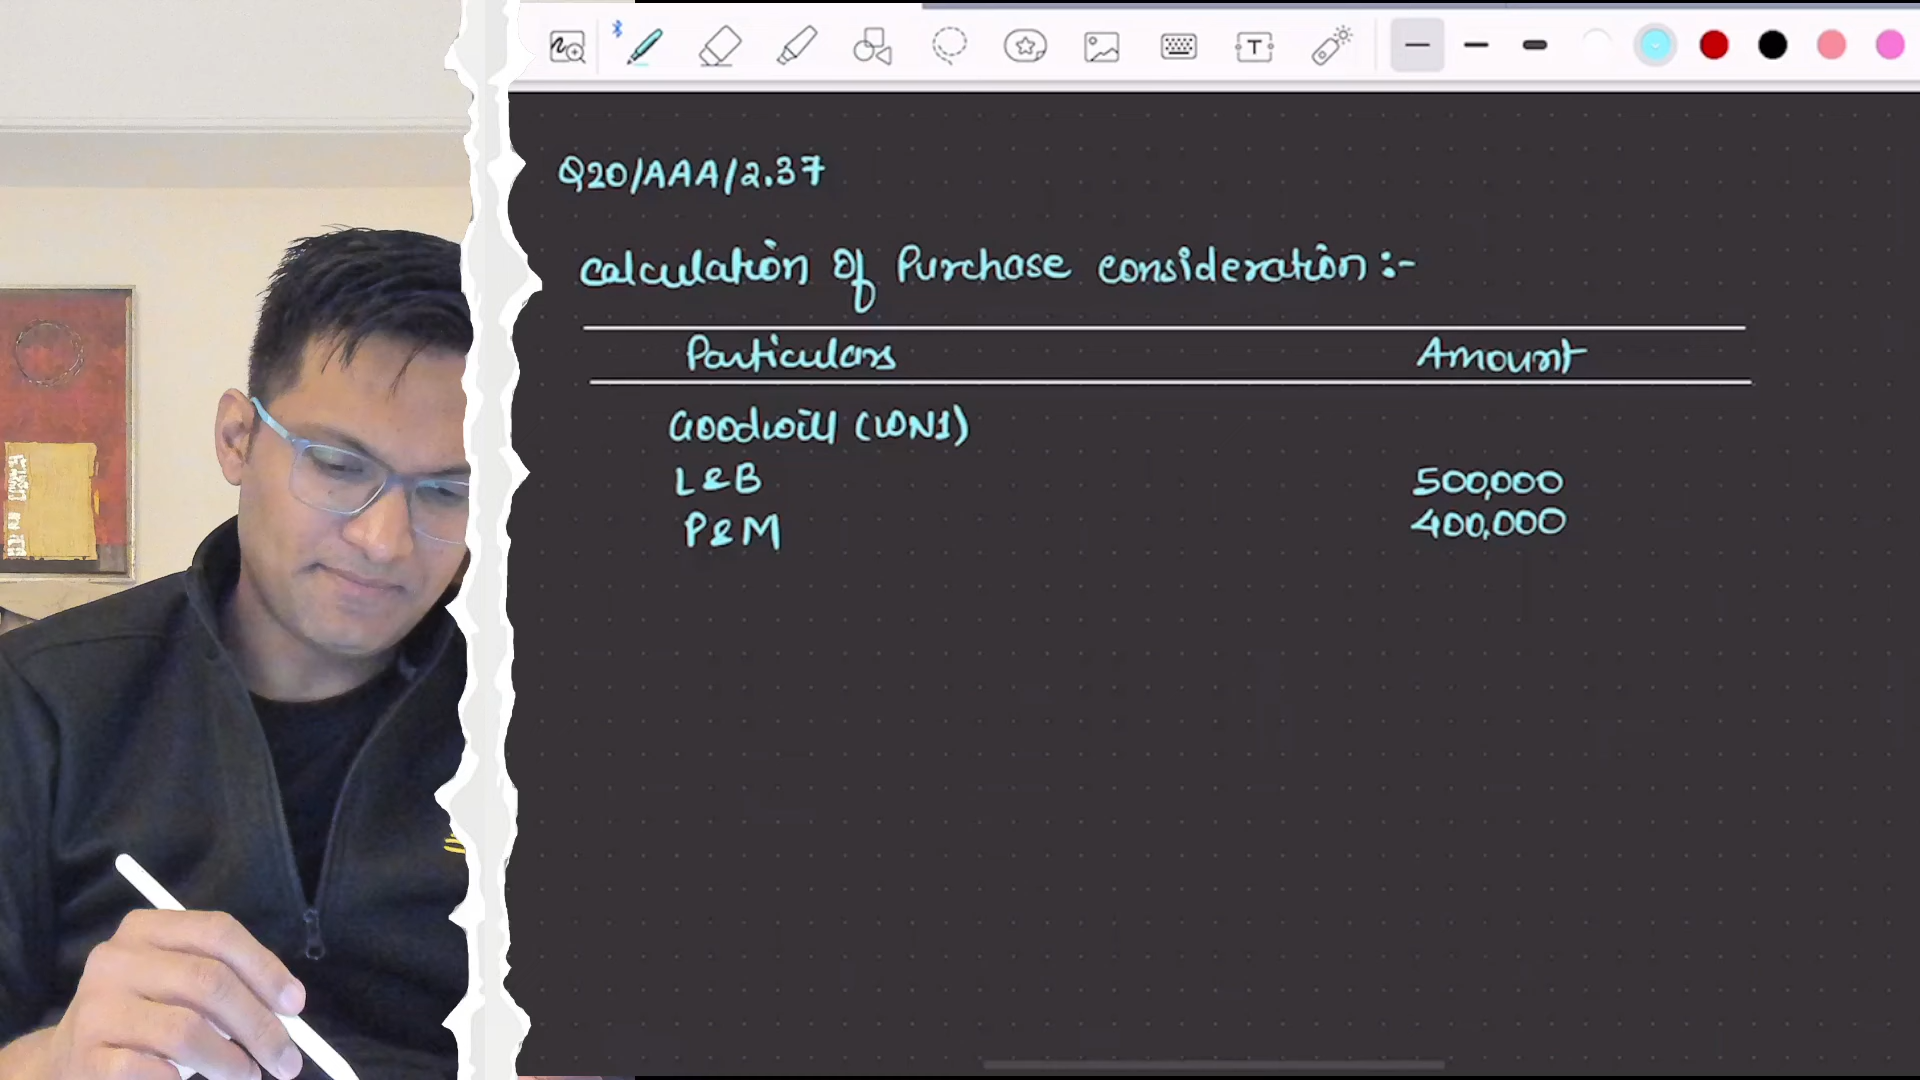 Q20/AAA/2.37
Calculation of Purchase consideration :-
Particulars Amount
Goodwill (WN1)
L & B 500,000
P & M 400,000